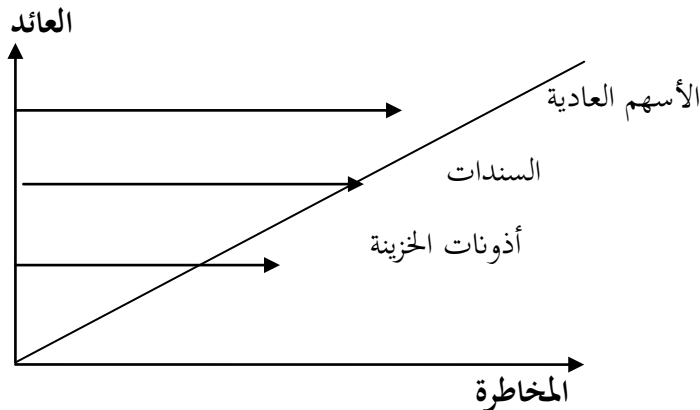 العائد
الأسهم العادية
السندات
أذونات الخزينة
المخاطرة